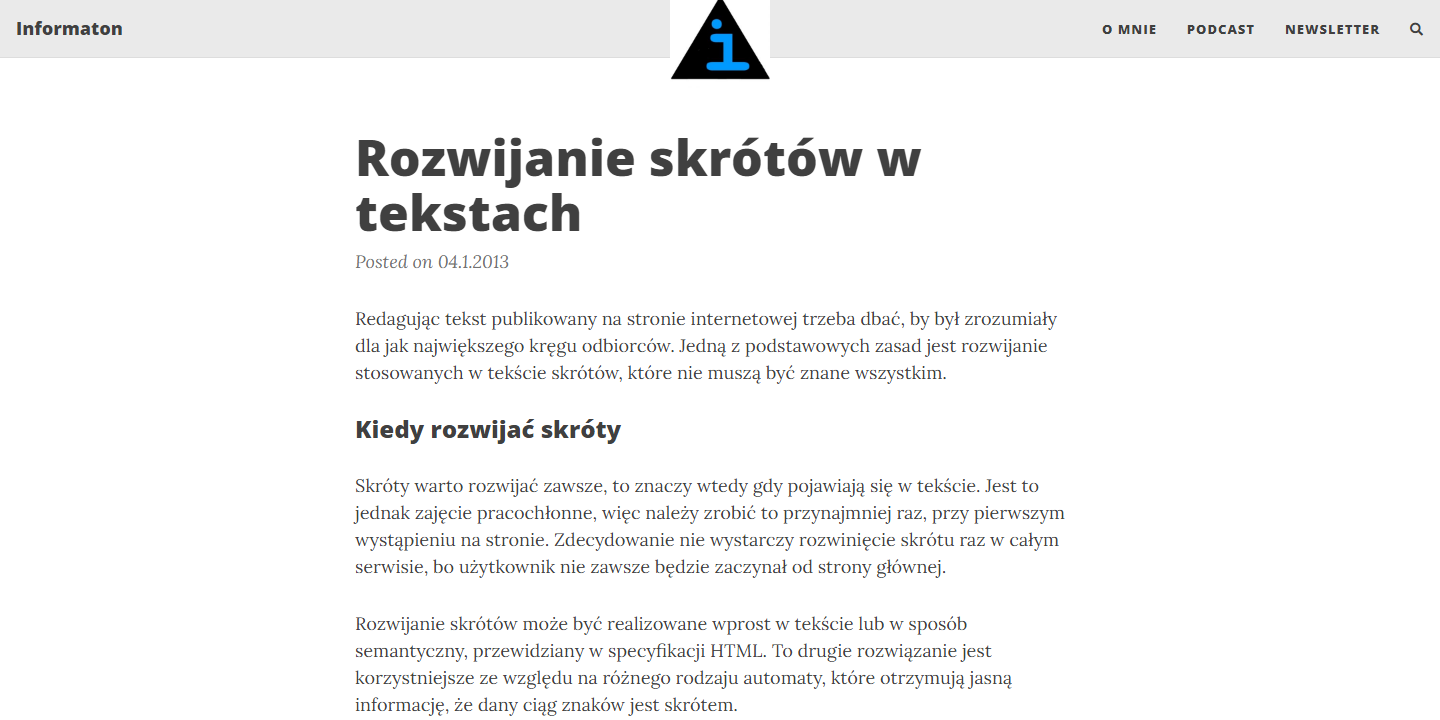 Informaton
i
O MNIE
PODCAST
NEWSLETTER
Rozwijanie skrótów w
tekstach
Posted on 04.1.2013
Redagując tekst publikowany na stronie internetowej trzeba dbać, by był zrozumiały
dla jak największego kręgu odbiorców. Jedną z podstawowych zasad jest rozwijanie
stosowanych w tekście skrótów, które nie muszą być znane wszystkim.
Kiedy rozwijać skróty
Skróty warto rozwijać zawsze, to znaczy wtedy gdy pojawiają się w tekście. Jest to
jednak zajęcie pracochłonne, więc należy zrobić to przynajmniej raz, przy pierwszym
wystąpieniu na stronie. Zdecydowanie nie wystarczy rozwinięcie skrótu raz w całym
serwisie, bo użytkownik nie zawsze będzie zaczynał od strony głównej.
Rozwijanie skrótów może być realizowane wprost w tekście lub w sposób
semantyczny, przewidziany w specyfikacji HTML. To drugie rozwiązanie jest
korzystniejsze ze względu na różnego rodzaju automaty, które otrzymują jasną
informację, że dany ciąg znaków jest skrótem.